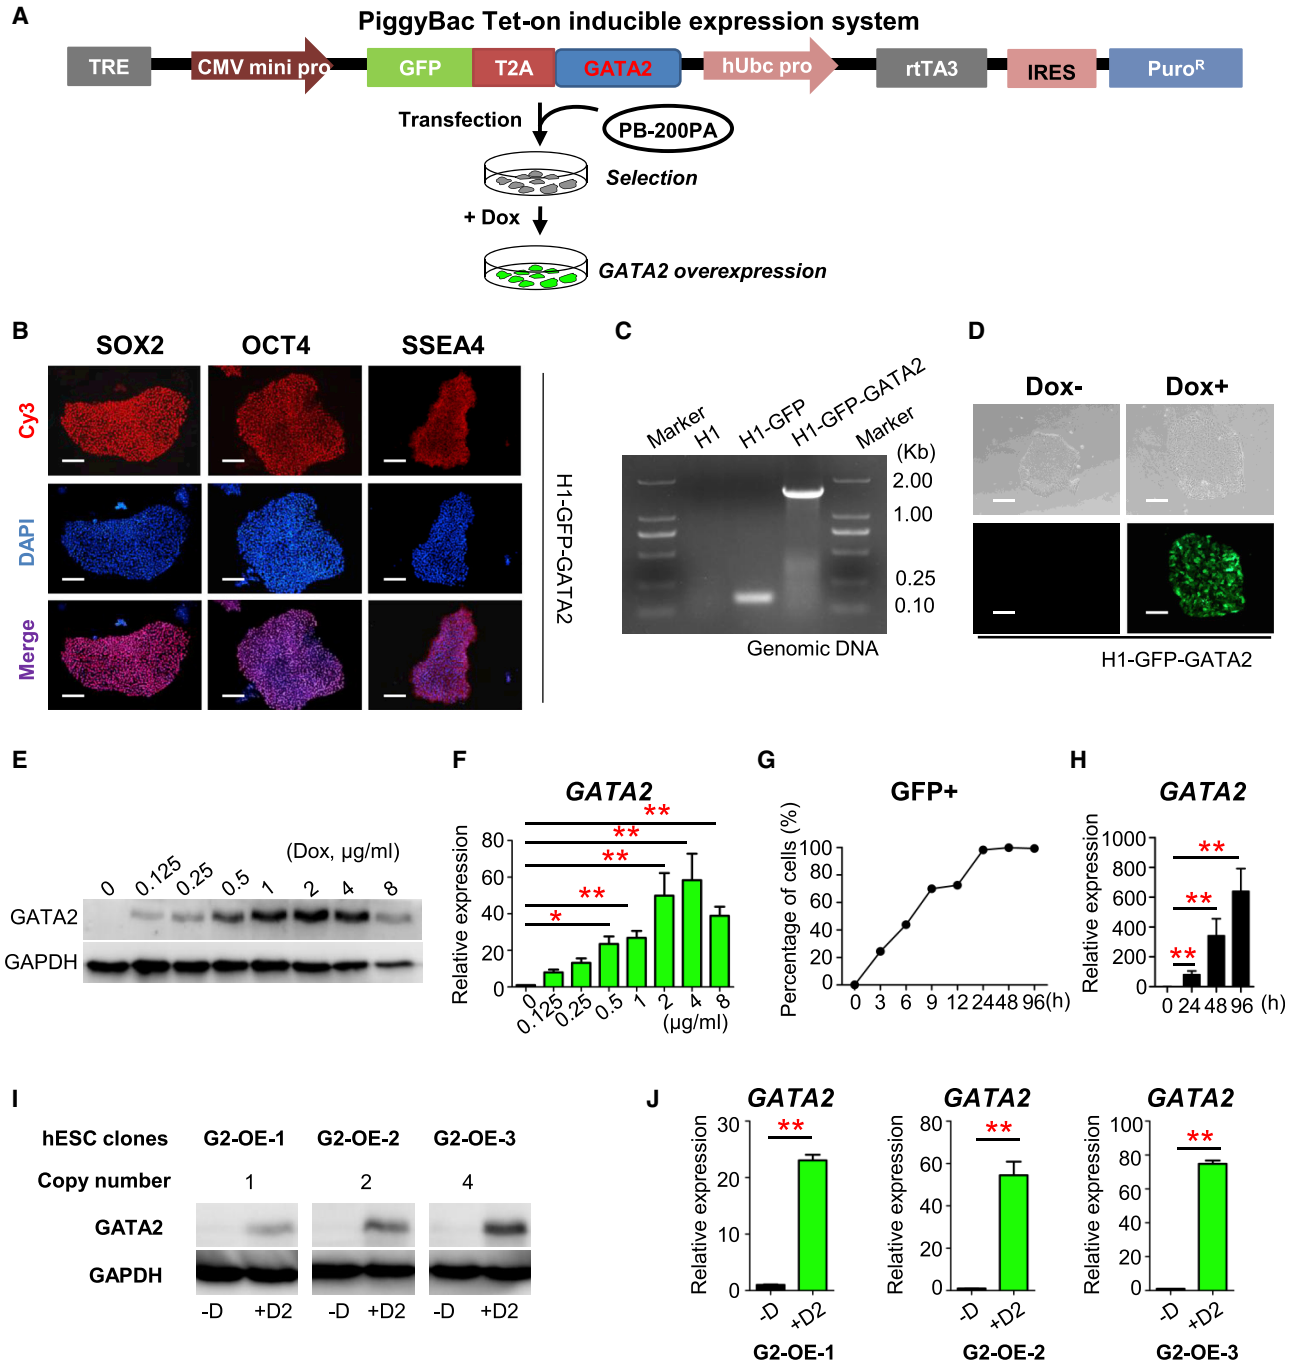 A
PiggyBac Tet-on inducible expression system
TRE CMV mini pro GFP T2A GATA2 hUbc pro rtTA3 IRES Puro^R
Transfection PB-200PA
Selection
+ Dox
GATA2 overexpression
B
SOX2 OCT4 SSEA4
Cy3
DAPI
Merge
H1-GFP-GATA2
C
Marker H1 H1-GFP H1-GFP-GATA2 Marker
(Kb)
2.00
1.00
0.25
0.10
Genomic DNA
D
Dox- Dox+
H1-GFP-GATA2
E
(Dox, µg/ml)
0 0.125 0.25 0.5 1 2 4 8
GATA2
GAPDH
F
GATA2
Relative expression
80
60
40
20
0
**
**
**
**
*
0 0.125 0.25 0.5 1 2 4 8
(µg/ml)
G
GFP+
Percentage of cells (%)
100
80
60
40
20
0
0 3 6 9 12 24 48 96 (h)
H
GATA2
Relative expression
1000
800
600
400
200
0
**
**
**
0 24 48 96 (h)
I
hESC clones G2-OE-1 G2-OE-2 G2-OE-3
Copy number 1 2 4
GATA2
GAPDH
-D +D2 -D +D2 -D +D2
J
GATA2
Relative expression
30
20
10
0
**
-D +D2
G2-OE-1
GATA2
Relative expression
80
60
40
20
0
**
-D +D2
G2-OE-2
GATA2
Relative expression
100
80
60
40
20
0
**
-D +D2
G2-OE-3